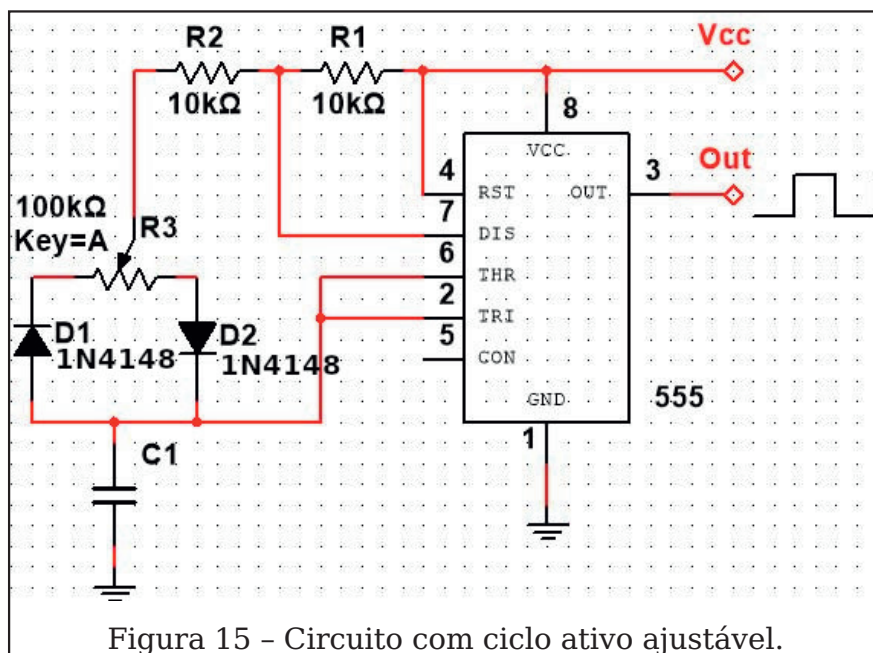 R2
R1
Vcc
10kΩ
10kΩ
8
VCC
4
RST
OUT
3
Out
7
DIS
100kΩ
Key=A
R3
6
THR
2
TRI
D1
1N4148
D2
1N4148
5
CON
GND
555
1
C1
Figura 15 – Circuito com ciclo ativo ajustável.